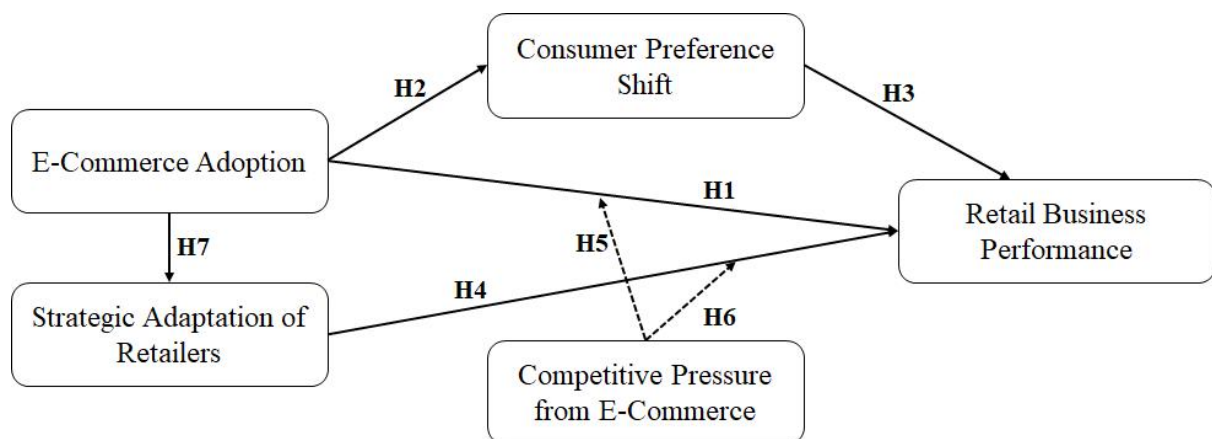 Consumer Preference
Shift
H2
H3
E-Commerce Adoption
H1
Retail Business
Performance
H7
H5
H4
H6
Strategic Adaptation of
Retailers
Competitive Pressure
from E-Commerce